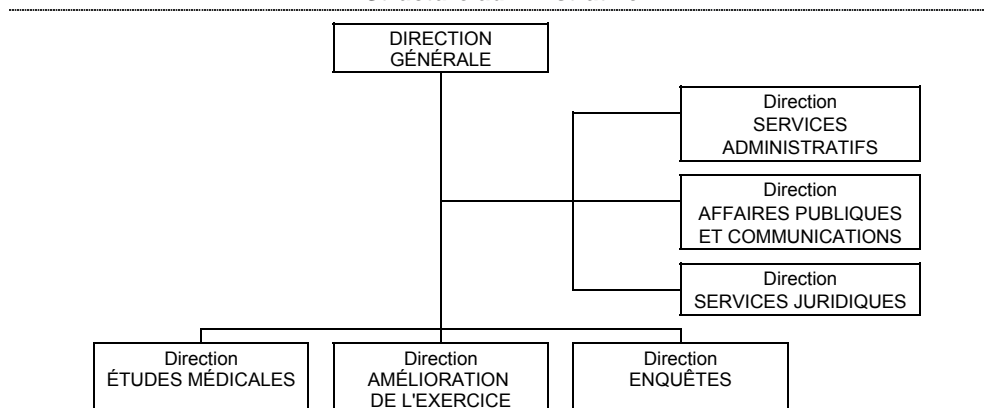 DIRECTION
GÉNÉRALE
Direction
SERVICES
ADMINISTRATIFS
Direction
AFFAIRES PUBLIQUES
ET COMMUNICATIONS
Direction
SERVICES JURIDIQUES
Direction
ÉTUDES MÉDICALES
Direction
AMÉLIORATION
DE L'EXERCICE
Direction
ENQUÊTES